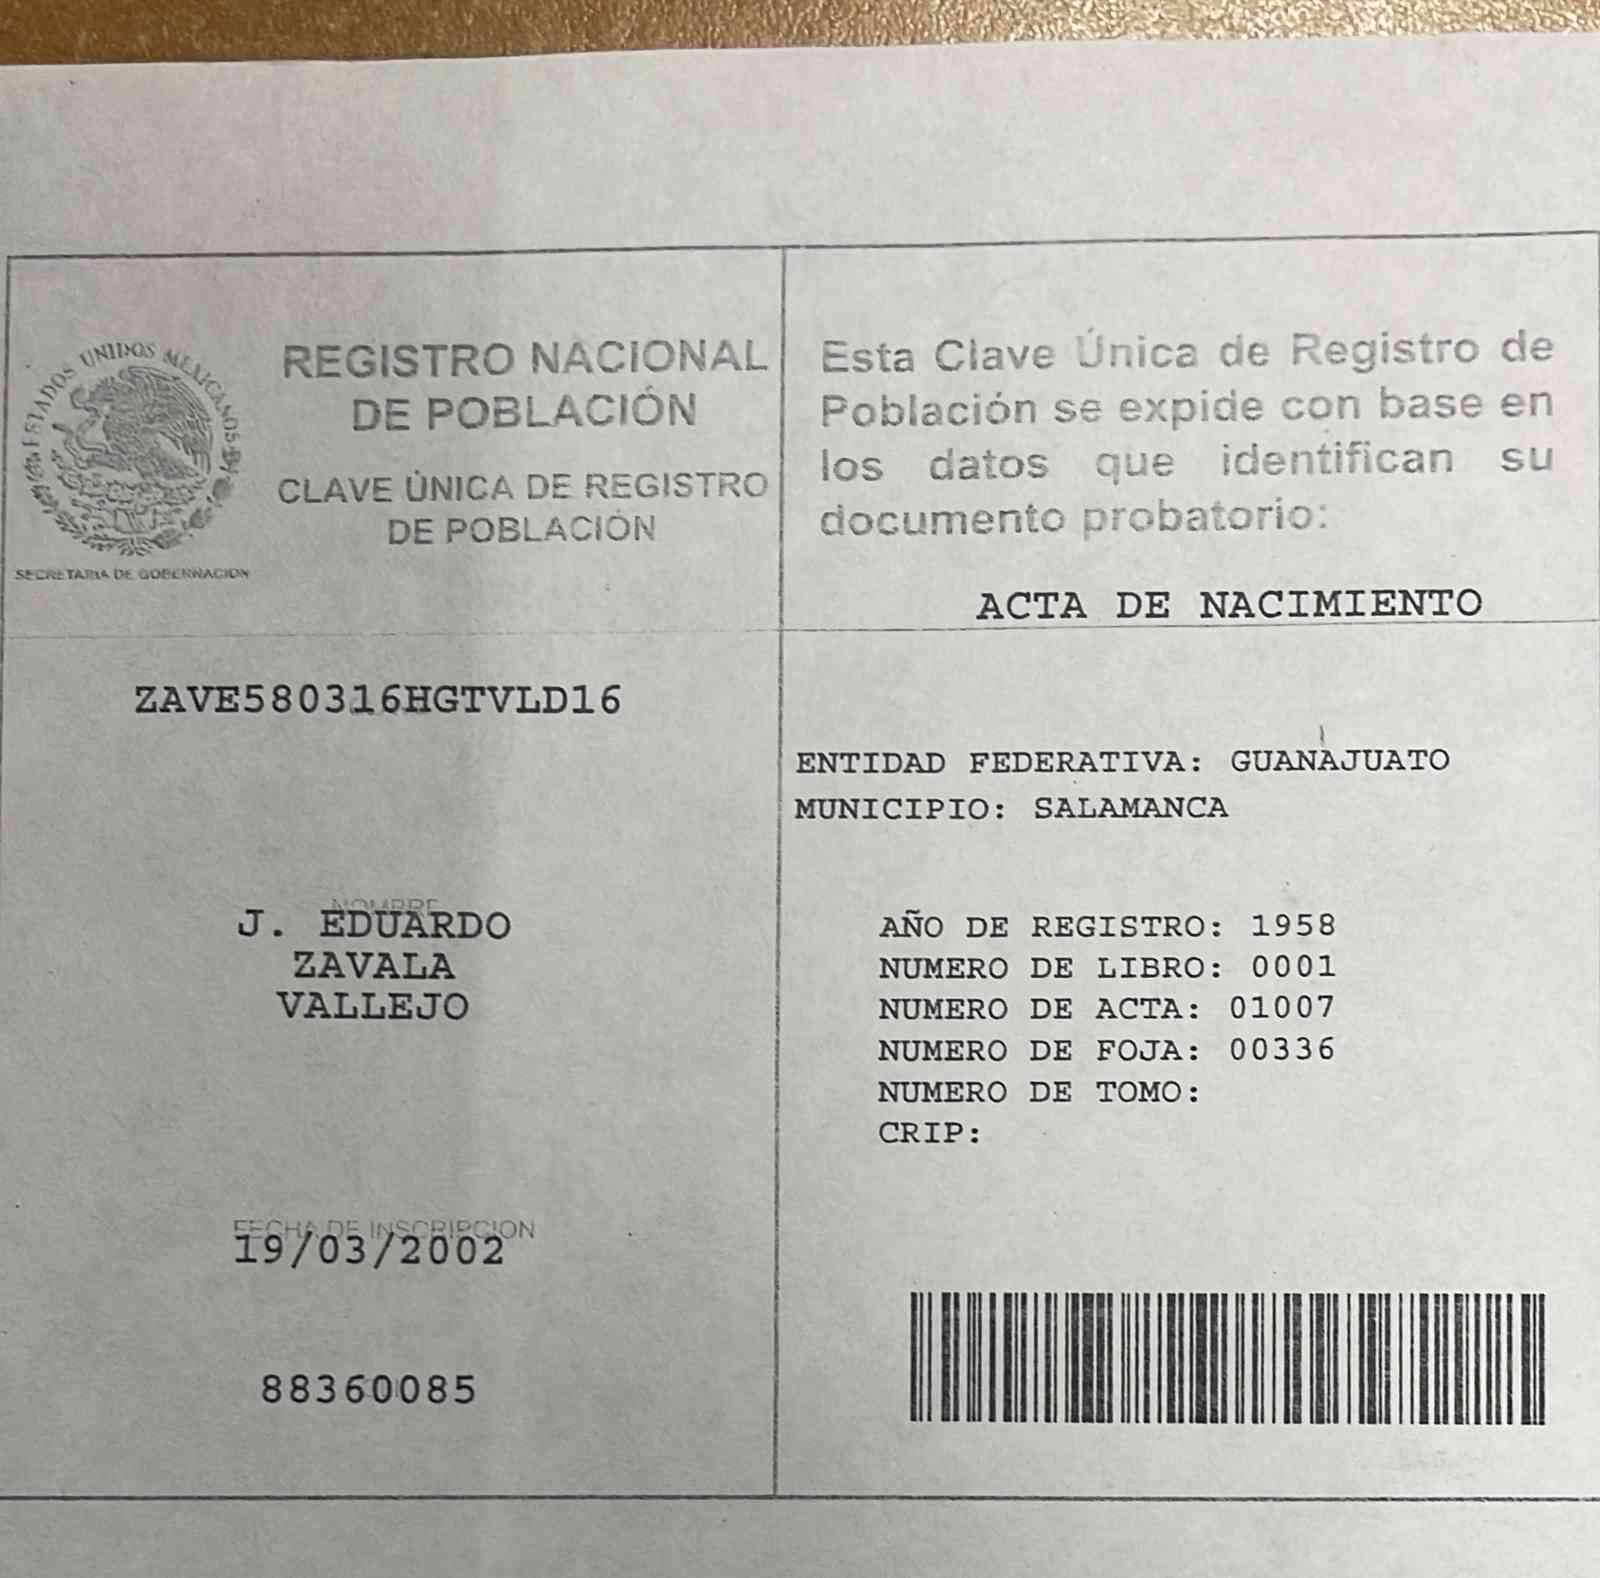 ESTADOS UNIDOS MEXICANOS
SECRETARIA DE GOBERNACION
REGISTRO NACIONAL
DE POBLACIÓN
CLAVE ÚNICA DE REGISTRO
DE POBLACIÓN
Esta Clave Única de Registro de
Población se expide con base en
los datos que identifican su
documento probatorio:
ACTA DE NACIMIENTO
ZAVE580316HGTVLD16
NOMBRE
J. EDUARDO
ZAVALA
VALLEJO
FECHA DE INSCRIPCION
19/03/2002
88360085
ENTIDAD FEDERATIVA: GUANAJUATO
MUNICIPIO: SALAMANCA
AÑO DE REGISTRO: 1958
NUMERO DE LIBRO: 0001
NUMERO DE ACTA: 01007
NUMERO DE FOJA: 00336
NUMERO DE TOMO:
CRIP: